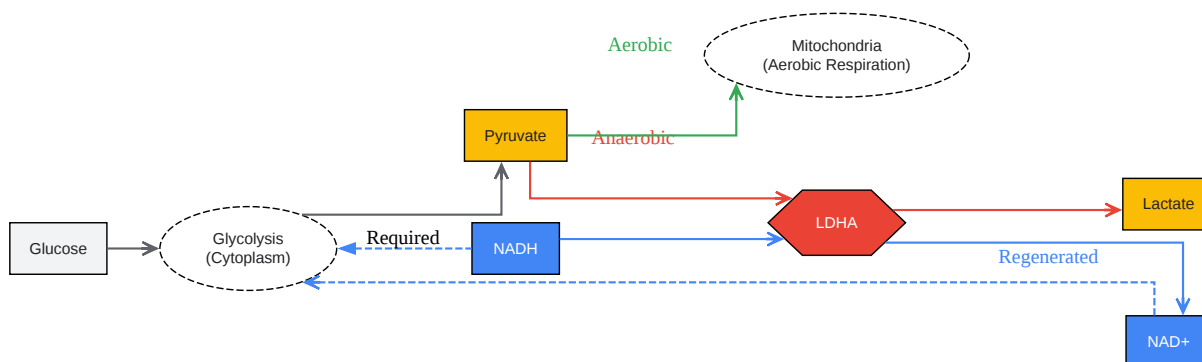 Aerobic
Mitochondria
(Aerobic Respiration)
Pyruvate
Anaerobic
Lactate
LDHA
Glucose
Glycolysis
(Cytoplasm)
Required
NADH
Regenerated
NAD+